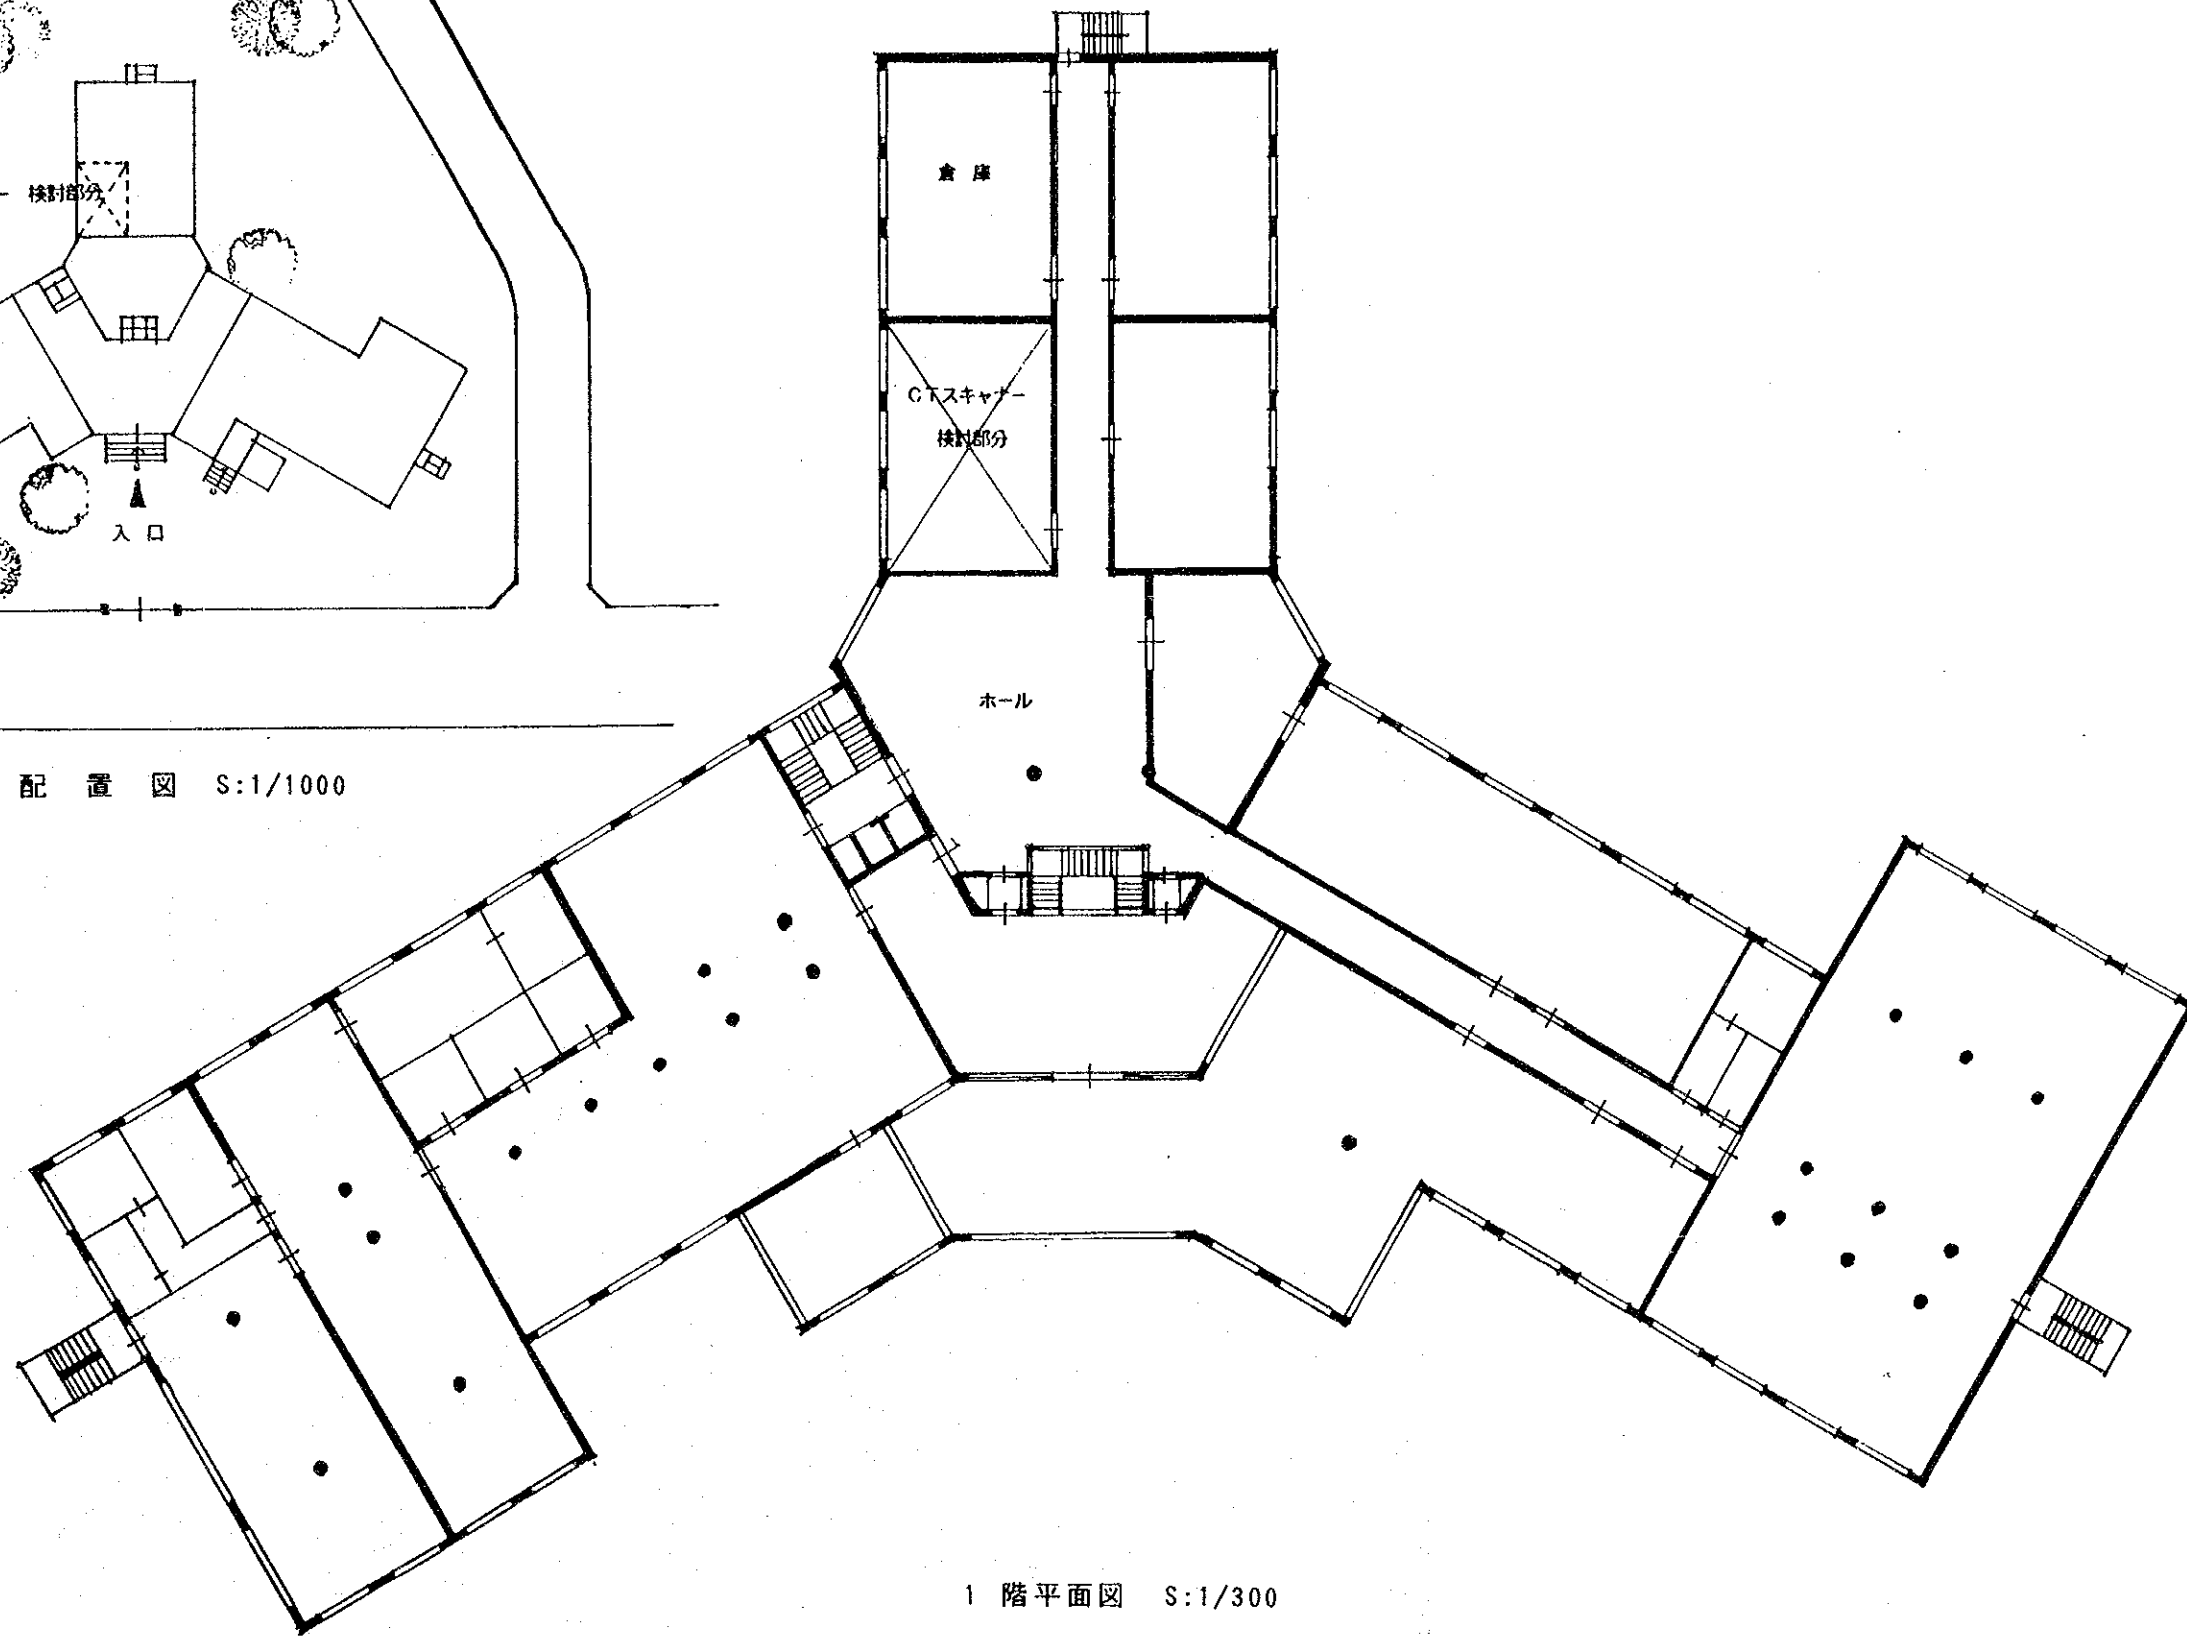 ー 検討部分
入口
配置図 S:1/1000
倉庫
CTスキャナー
検討部分
ホール
1階平面図 S:1/300